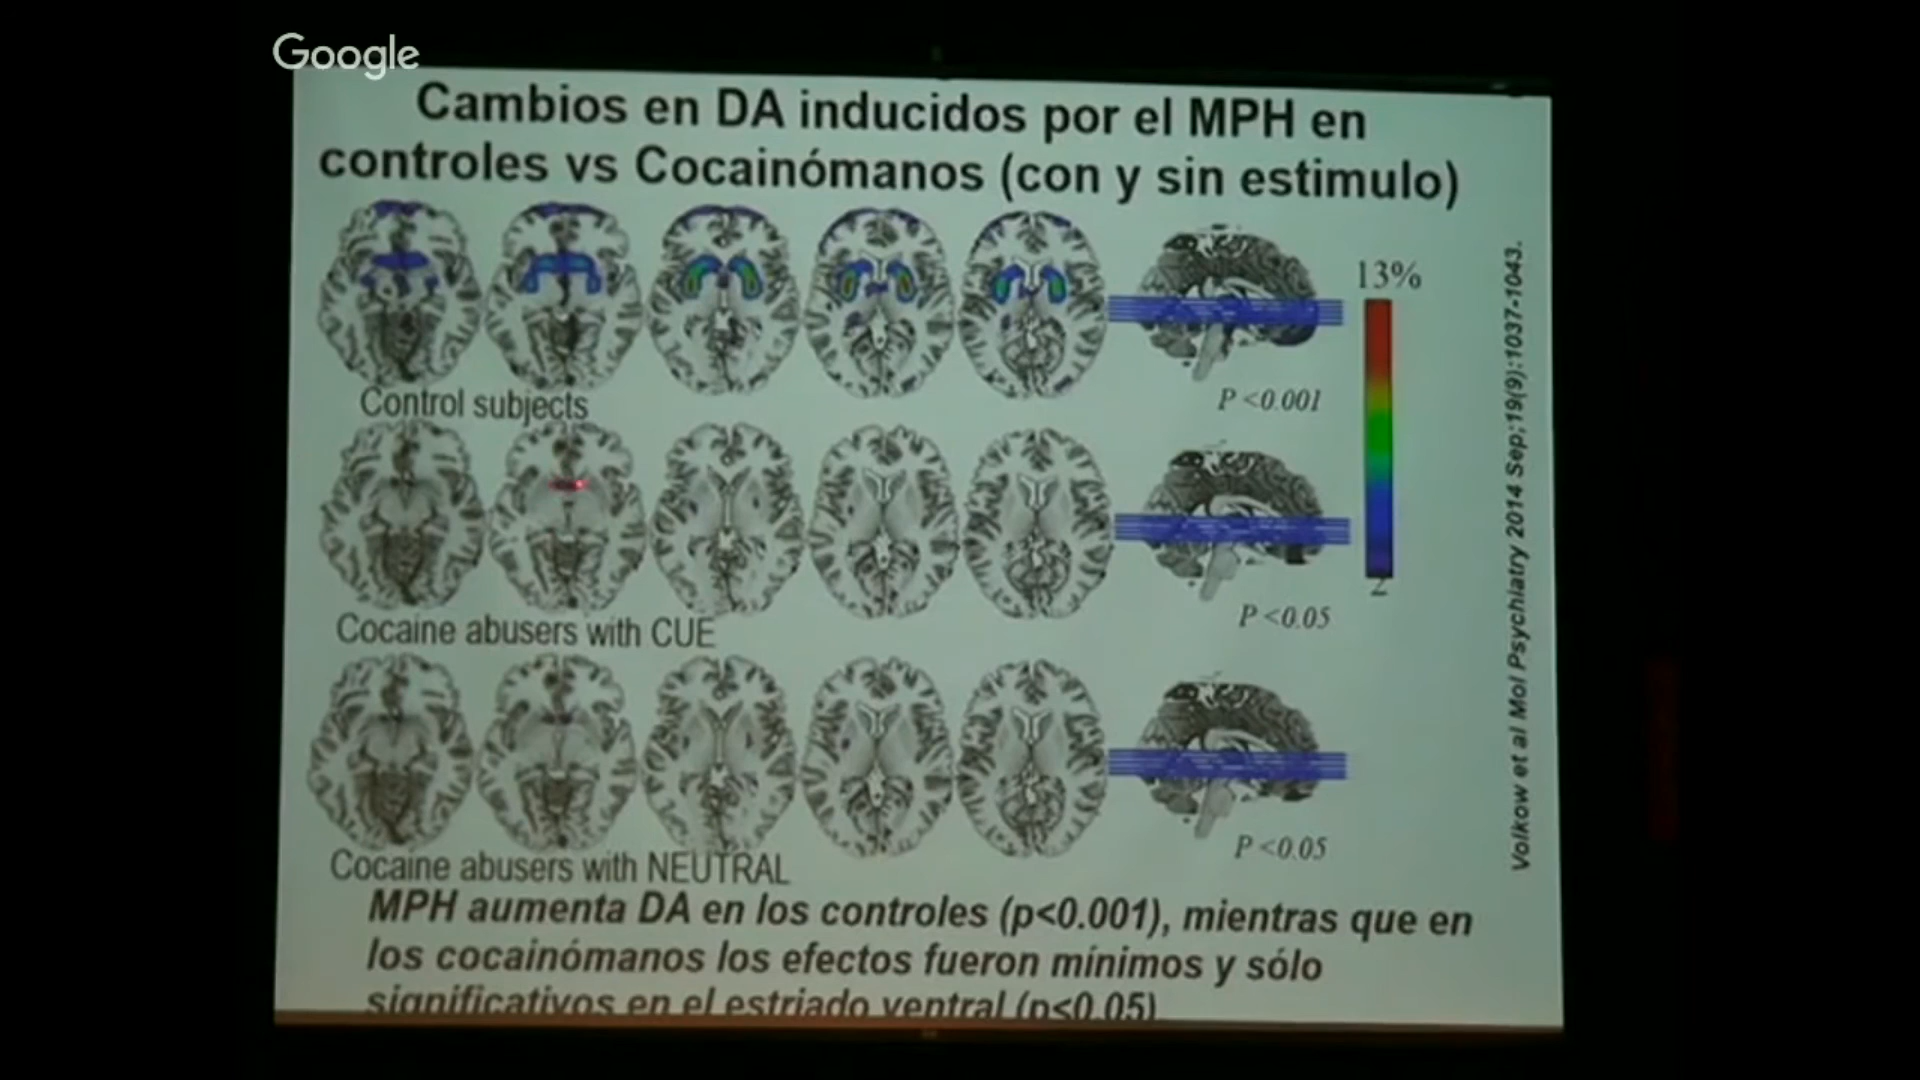 Google
Cambios en DA inducidos por el MPH en
controles vs Cocainómanos (con y sin estimulo)
13%
P <0.001
Control subjects
2
P <0.05
Cocaine abusers with CUE
P <0.05
Cocaine abusers with NEUTRAL
Volkow et al Mol Psychiatry 2014 Sep;19(9):1037-1043.
MPH aumenta DA en los controles (p<0.001), mientras que en
los cocainómanos los efectos fueron mínimos y sólo
significativos en el estriado ventral (p<0.05)